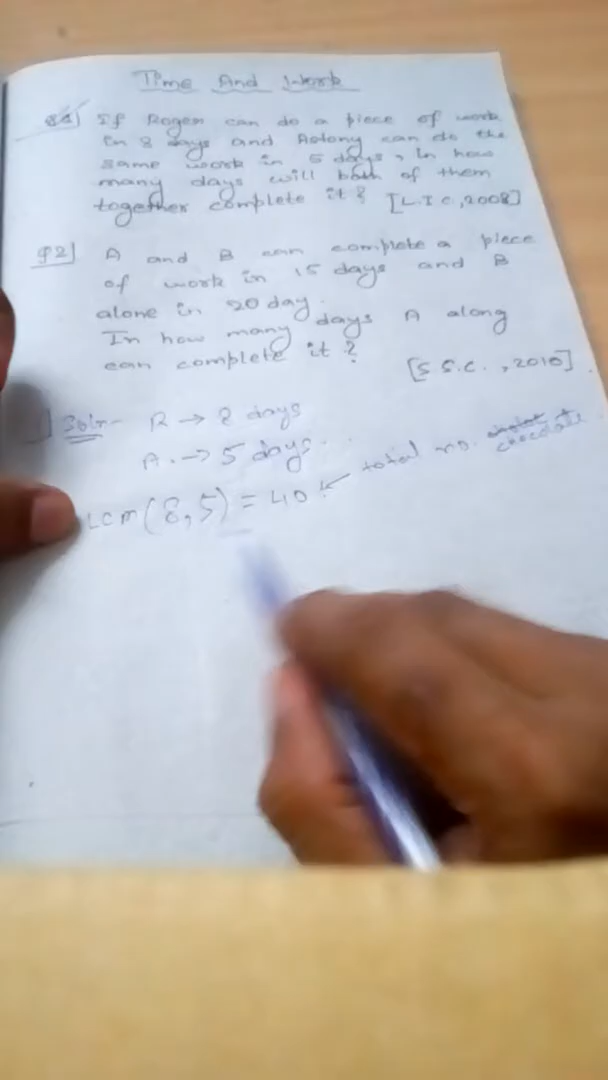 Time And Work
If Roger can do a piece of work
in 8 days and Antony can do the
same work in 5 days, In how
many days will both of them
together complete it? [L.I.C,2008]
Q2] A and B can complete a piece
of work in 15 days and B
alone in 20 day.
In how many days A along
can complete it?
[S.S.C.,2010]
Soln- R → 8 days
A → 5 days
LCM (8,5) = 40 ← total no. chocolate